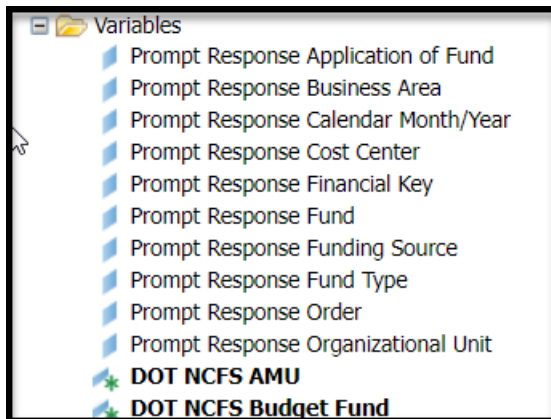 Variables
Prompt Response Application of Fund
Prompt Response Business Area
Prompt Response Calendar Month/Year
Prompt Response Cost Center
Prompt Response Financial Key
Prompt Response Fund
Prompt Response Funding Source
Prompt Response Fund Type
Prompt Response Order
Prompt Response Organizational Unit
DOT NCFS AMU
DOT NCFS Budget Fund